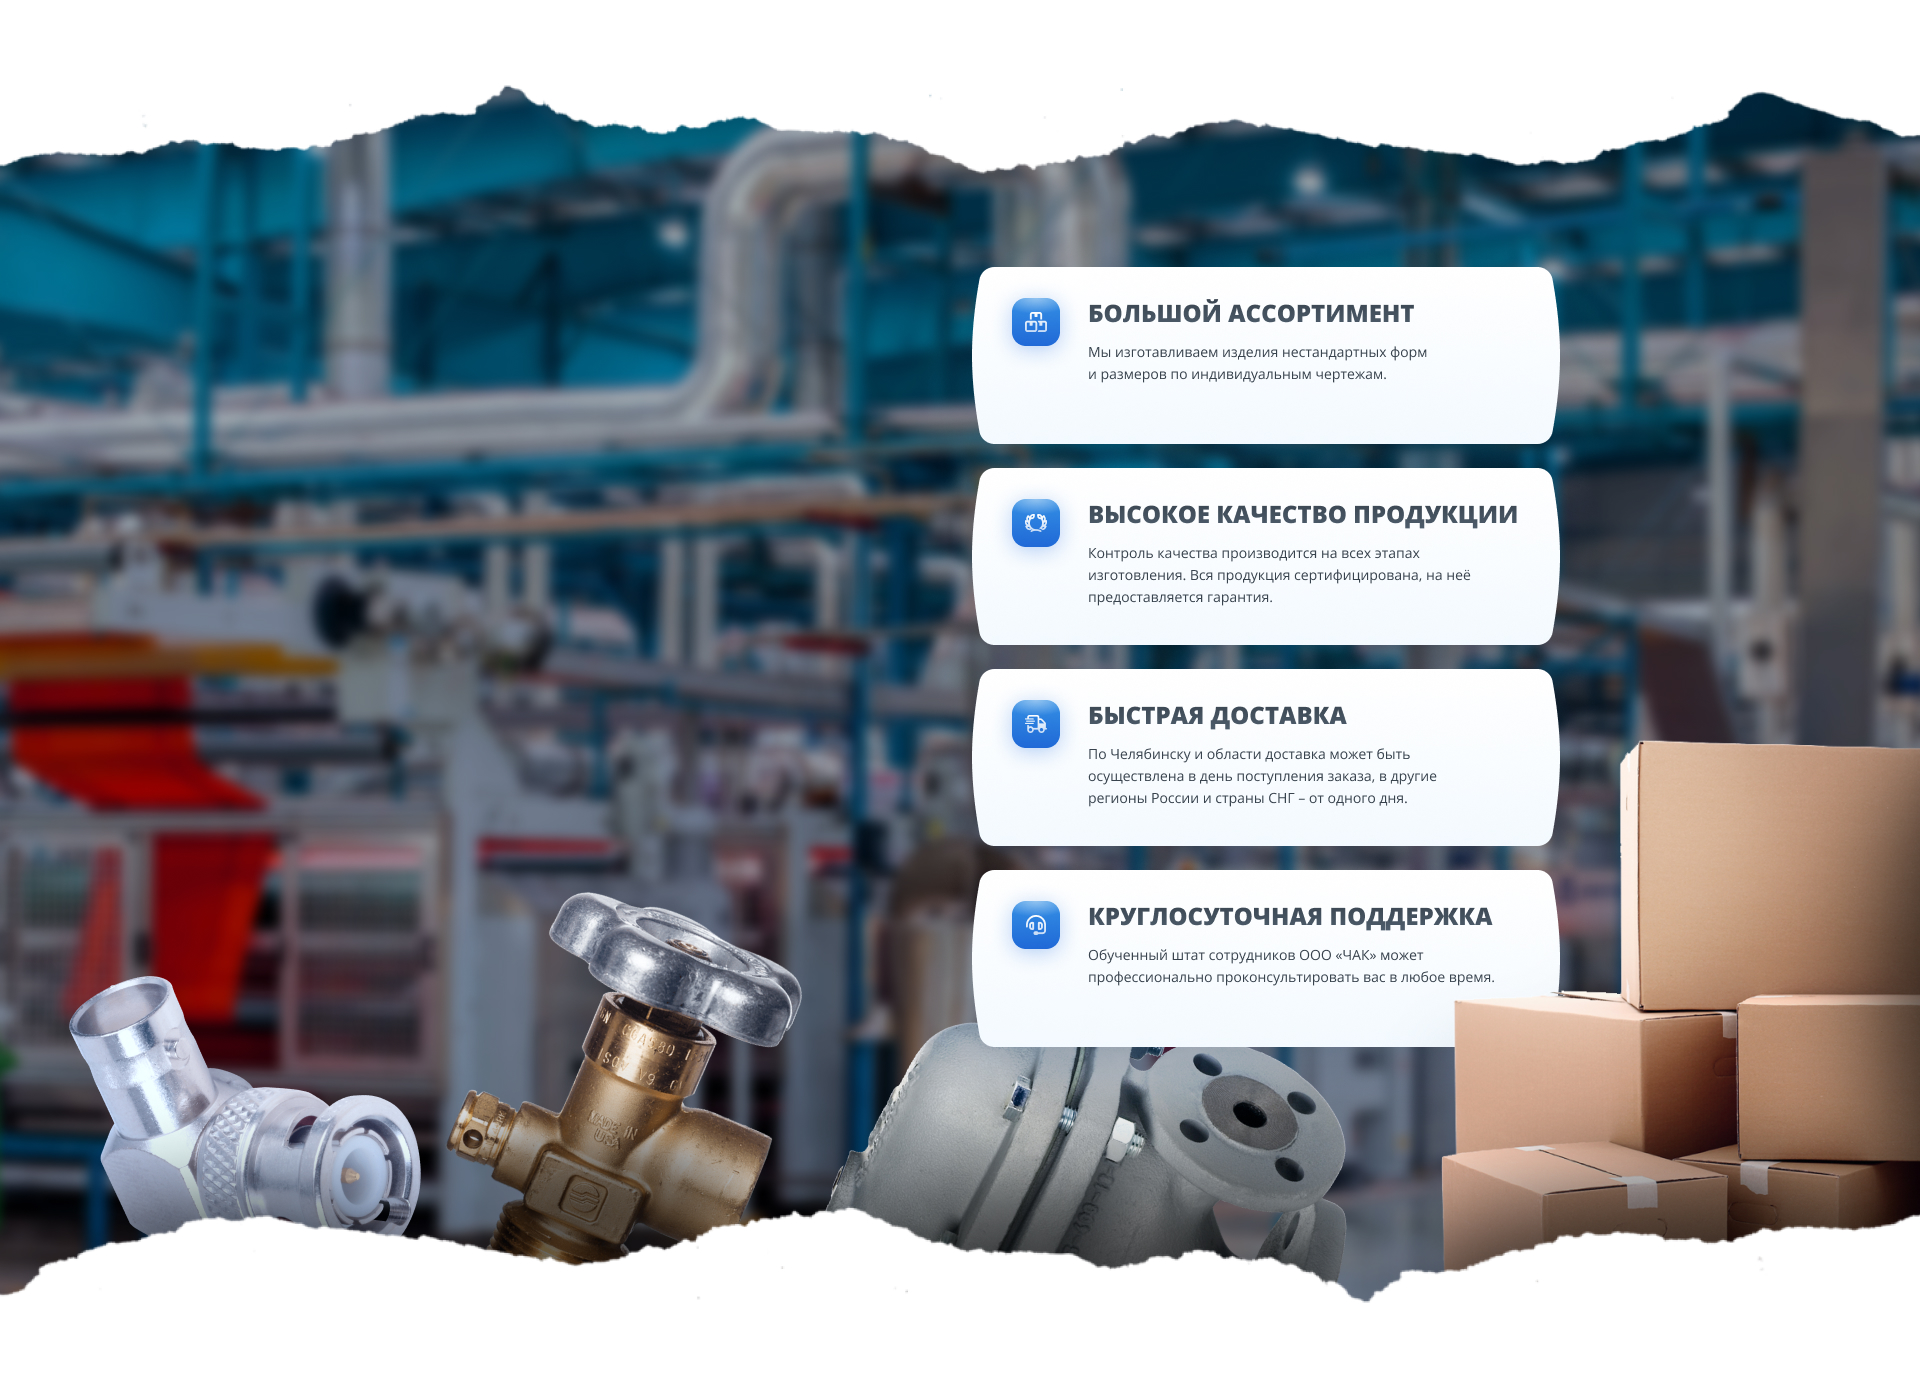 БОЛЬШОЙ АССОРТИМЕНТ
Мы изготавливаем изделия нестандартных форм
и размеров по индивидуальным чертежам.
ВЫСОКОЕ КАЧЕСТВО ПРОДУКЦИИ
Контроль качества производится на всех этапах
изготовления. Вся продукция сертифицирована, на неё
предоставляется гарантия.
БЫСТРАЯ ДОСТАВКА
По Челябинску и области доставка может быть
осуществлена в день поступления заказа, в другие
регионы России и страны СНГ – от одного дня.
КРУГЛОСУТОЧНАЯ ПОДДЕРЖКА
Обученный штат сотрудников ООО «ЧАК» может
профессионально проконсультировать вас в любое время.
MADE IN
USA